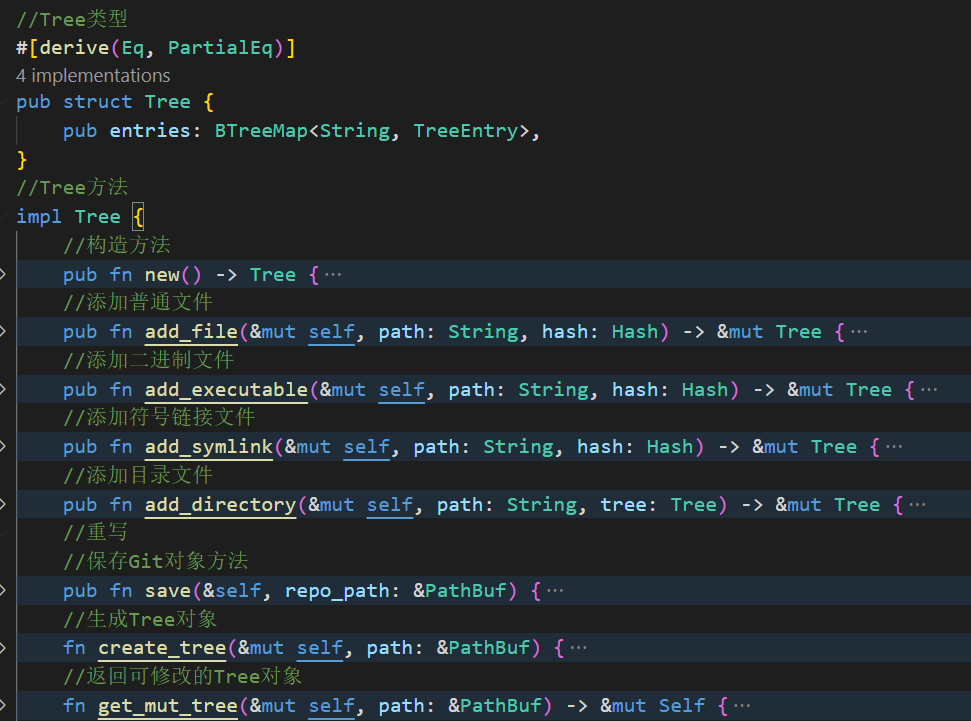 //Tree类型
#[derive(Eq, PartialEq)]
4 implementations
pub struct Tree {
    pub entries: BTreeMap<String, TreeEntry>,
}
//Tree方法
impl Tree {
    //构造方法
    pub fn new() -> Tree {⋯
    //添加普通文件
    pub fn add_file(&mut self, path: String, hash: Hash) -> &mut Tree {⋯
    //添加二进制文件
    pub fn add_executable(&mut self, path: String, hash: Hash) -> &mut Tree {⋯
    //添加符号链接文件
    pub fn add_symlink(&mut self, path: String, hash: Hash) -> &mut Tree {⋯
    //添加目录文件
    pub fn add_directory(&mut self, path: String, tree: Tree) -> &mut Tree {⋯
    //重写
    //保存Git对象方法
    pub fn save(&self, repo_path: &PathBuf) {⋯
    //生成Tree对象
    fn create_tree(&mut self, path: &PathBuf) {⋯
    //返回可修改的Tree对象
    fn get_mut_tree(&mut self, path: &PathBuf) -> &mut Self {⋯